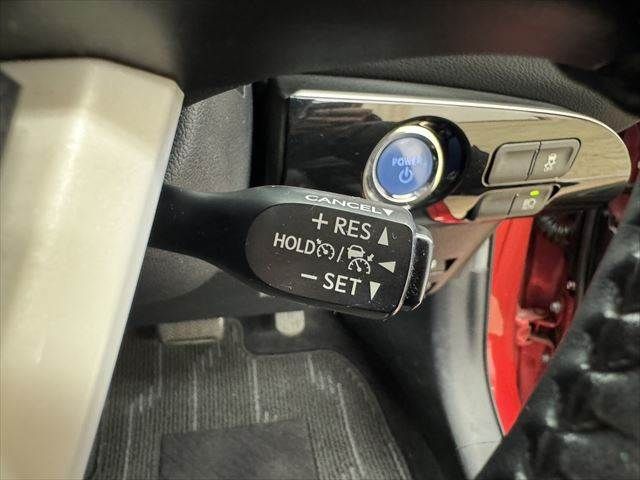 POWER
CANCEL▼
+RES▲
HOLD / ◀
−SET▼